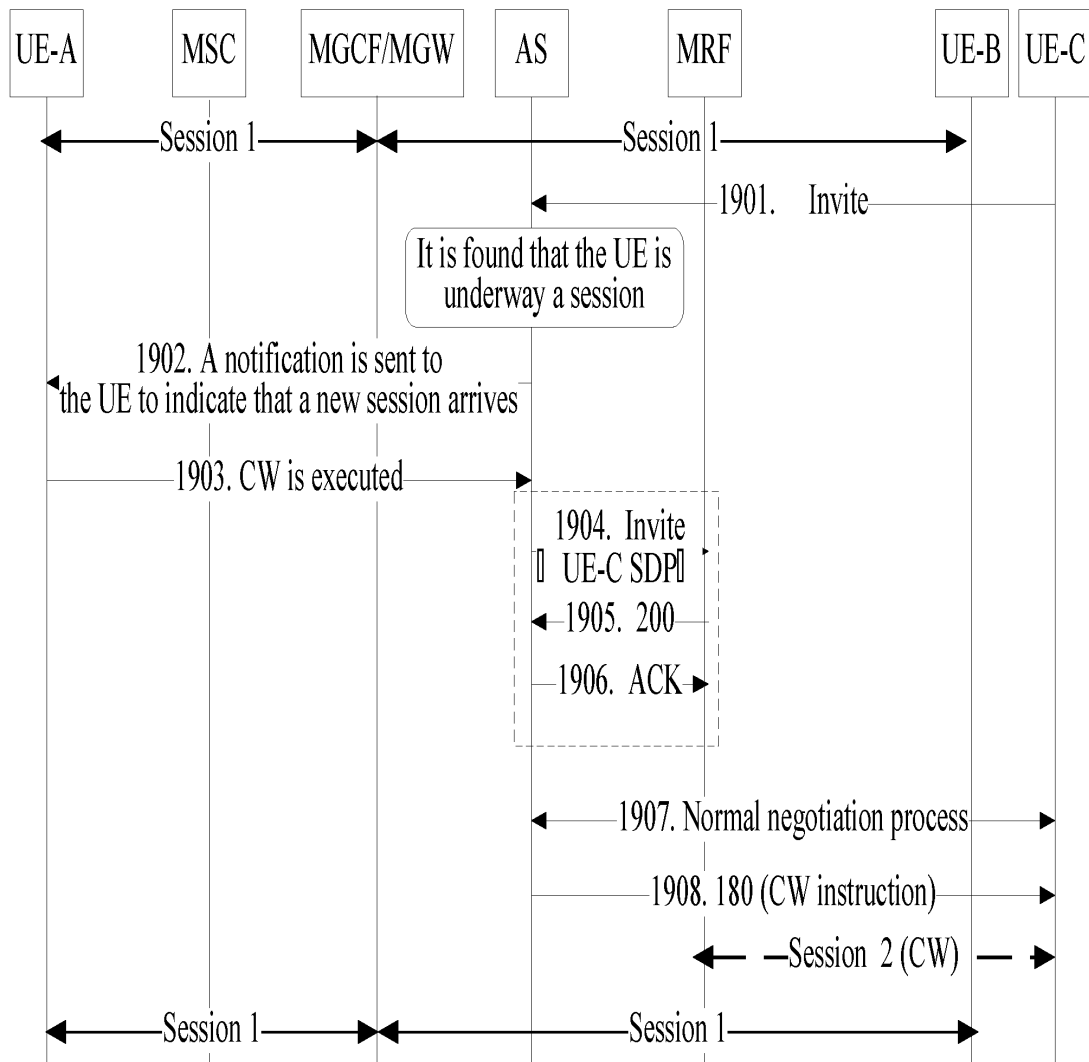 UE-A MSC MGCF/MGW AS MRF UE-B UE-C
Session 1 Session 1
1901. Invite
It is found that the UE is
underway a session
1902. A notification is sent to
the UE to indicate that a new session arrives
1903. CW is executed
1904. Invite
UE-C SDP
1905. 200
1906. ACK
1907. Normal negotiation process
1908. 180 (CW instruction)
Session 2 (CW)
Session 1 Session 1